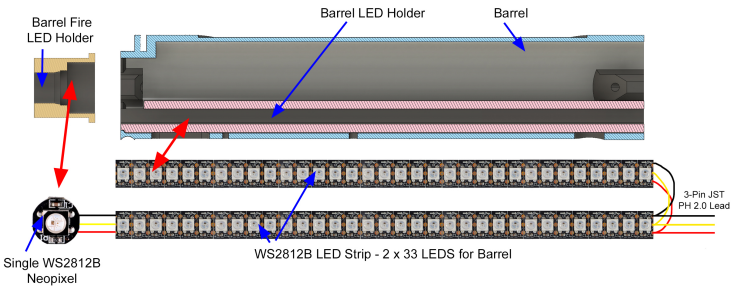 Barrel Fire
LED Holder
Barrel LED Holder
Barrel
3-Pin JST
PH 2.0 Lead
WS2812B LED Strip - 2 x 33 LEDS for Barrel
Single WS2812B
Neopixel